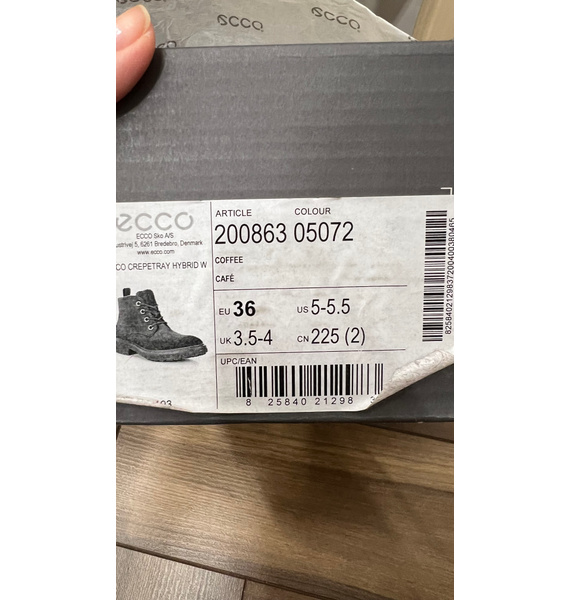 ecco
ecco
ecco
ECCO Sko A/S
ustrivej 5, 6261 Bredebro, Denmark
www.ecco.com
CO CREPETRAY HYBRID W
ARTICLE COLOUR
200863 05072
COFFEE
CAFÉ
EU 36 US 5-5.5
UK 3.5-4 CN 225 (2)
UPC/EAN
8 25840 21298